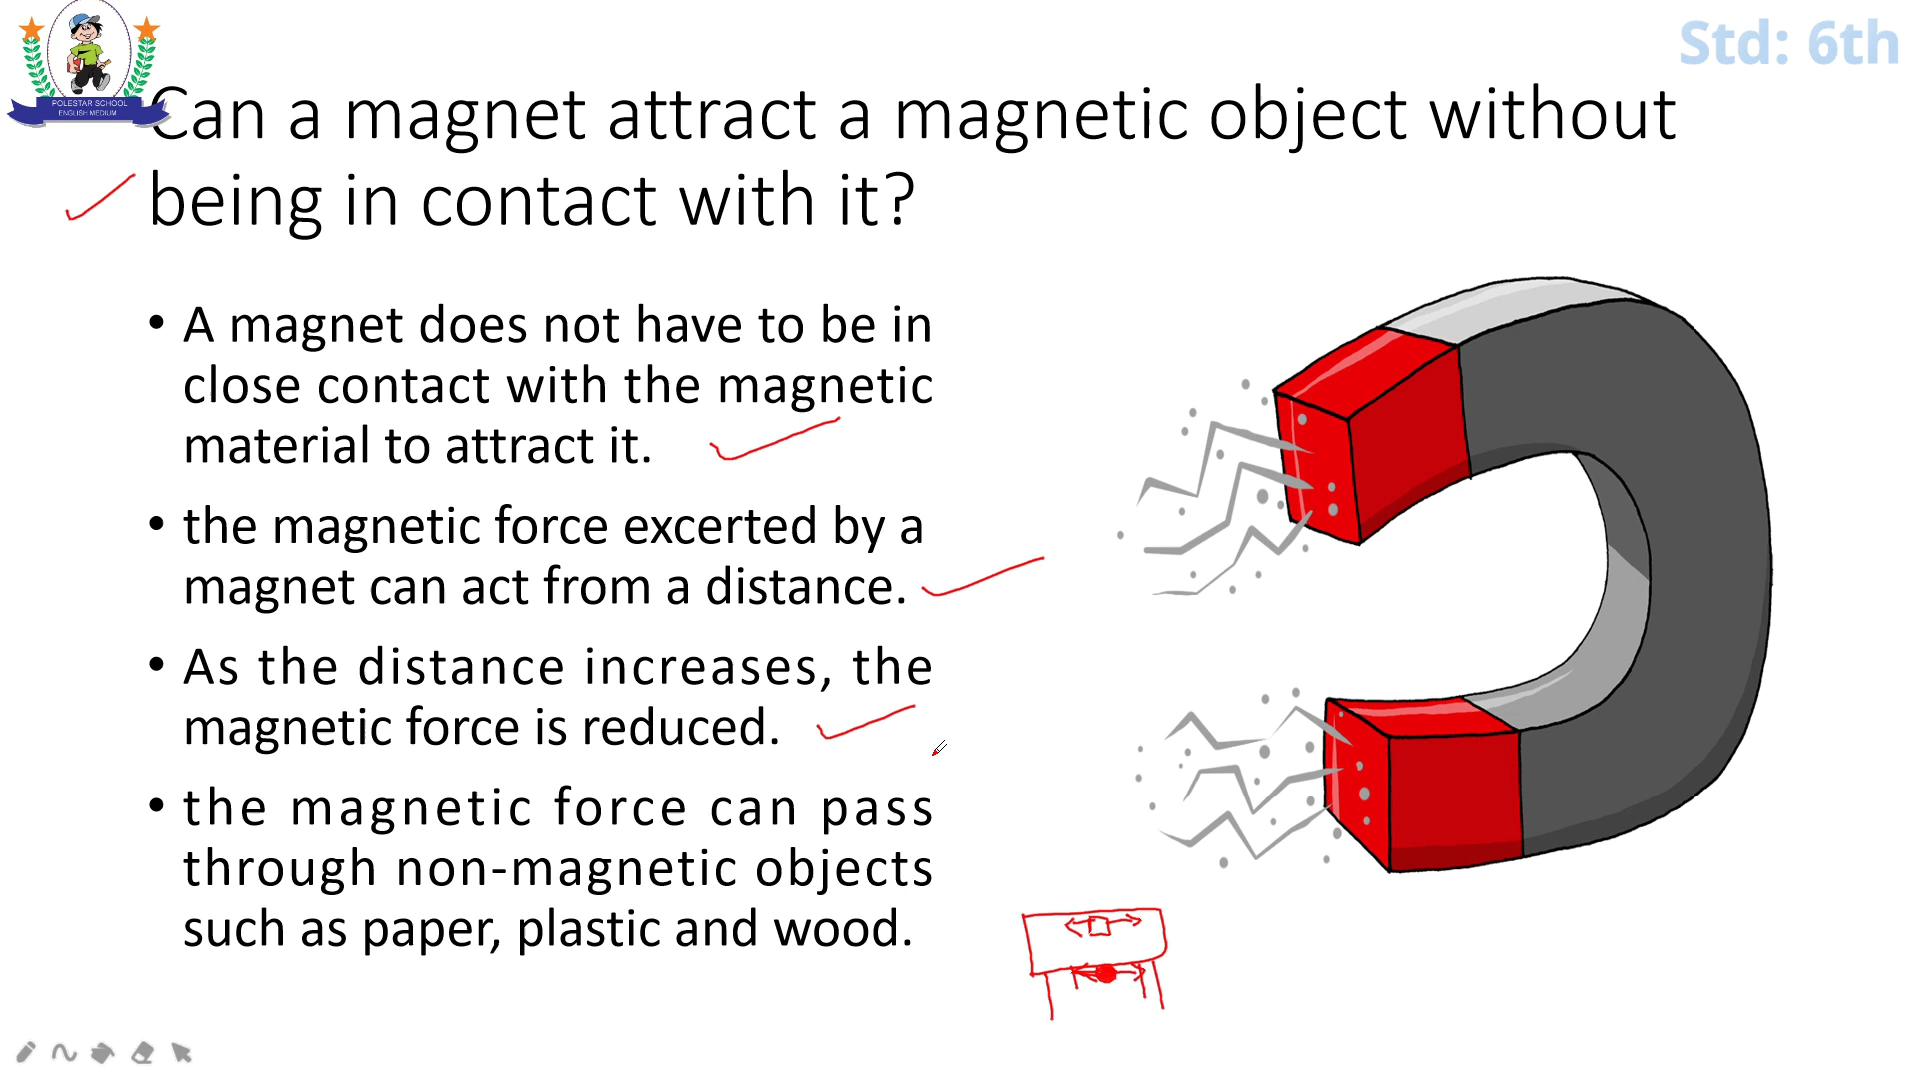 POLESTAR SCHOOL
ENGLISH MEDIUM
Std: 6th
Can a magnet attract a magnetic object without
being in contact with it?
• A magnet does not have to be in
close contact with the magnetic
material to attract it.
• the magnetic force excerted by a
magnet can act from a distance.
• As the distance increases, the
magnetic force is reduced.
• the magnetic force can pass
through non-magnetic objects
such as paper, plastic and wood.